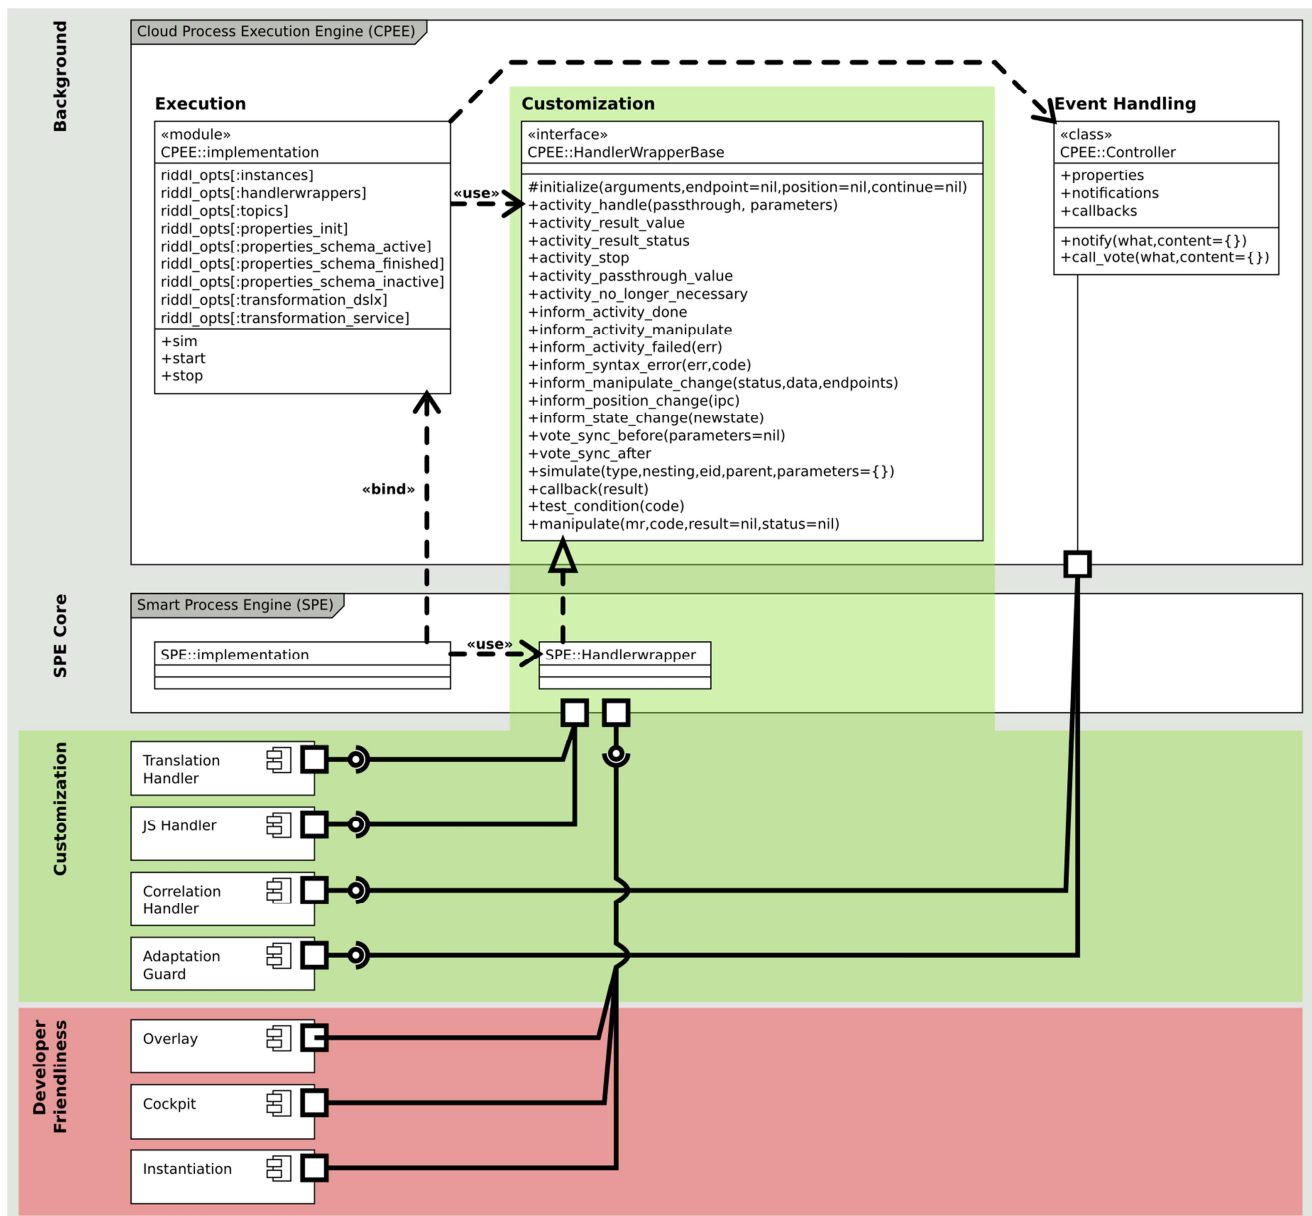 Background
Cloud Process Execution Engine (CPEE)
Execution
«module»
CPEE::implementation
riddl_opts[:instances]
riddl_opts[:handlerwrappers]
riddl_opts[:topics]
riddl_opts[:properties_init]
riddl_opts[:properties_schema_active]
riddl_opts[:properties_schema_finished]
riddl_opts[:properties_schema_inactive]
riddl_opts[:transformation_dslx]
riddl_opts[:transformation_service]
+sim
+start
+stop
«use»
Customization
«interface»
CPEE::HandlerWrapperBase
#initialize(arguments,endpoint=nil,position=nil,continue=nil)
+activity_handle(passthrough, parameters)
+activity_result_value
+activity_result_status
+activity_stop
+activity_passthrough_value
+activity_no_longer_necessary
+inform_activity_done
+inform_activity_manipulate
+inform_activity_failed(err)
+inform_syntax_error(err,code)
+inform_manipulate_change(status,data,endpoints)
+inform_position_change(ipc)
+inform_state_change(newstate)
+vote_sync_before(parameters=nil)
+vote_sync_after
+simulate(type,nesting,eid,parent,parameters={})
+callback(result)
+test_condition(code)
+manipulate(mr,code,result=nil,status=nil)
Event Handling
«class»
CPEE::Controller
+properties
+notifications
+callbacks
+notify(what,content={})
+call_vote(what,content={})
«bind»
SPE Core
Smart Process Engine (SPE)
SPE::implementation
«use»
SPE::Handlerwrapper
Customization
Translation
Handler
JS Handler
Correlation
Handler
Adaptation
Guard
Developer
Friendliness
Overlay
Cockpit
Instantiation